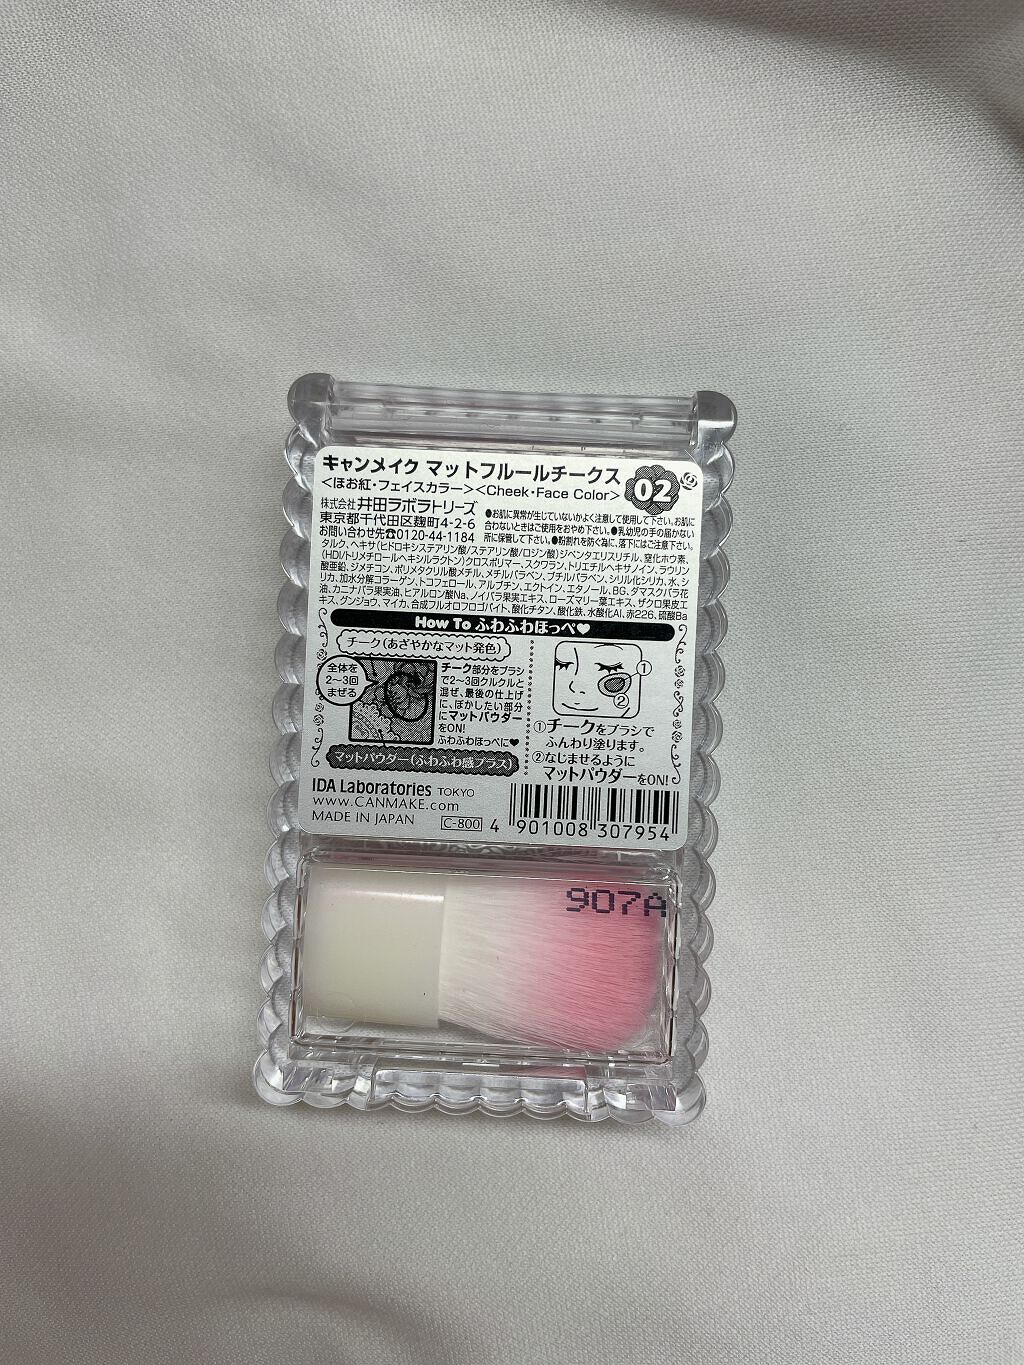 キャンメイク マットフルールチークス
<ほお紅・フェイスカラー><Cheek・Face Color>
02
株式会社 井田ラボラトリーズ
東京都千代田区麹町4-2-6
お問い合わせ先☎0120-44-1184
●お肌に異常が生じていないかよく注意して使用して下さい。お肌に
合わないときはご使用をおやめ下さい。●乳幼児の手の届かない
所に保管して下さい。●粉割れを防ぐ為に、落下にはご注意下さい。
タルク、ヘキサ(ヒドロキシステアリン酸/ステアリン酸/ロジン酸)ジペンタエリスリチル、窒化ホウ素、
(HDI/トリメチロールヘキシルラクトン)クロスポリマー、スクワラン、トリエチルヘキサノイン、ラウリン
酸亜鉛、ジメチコン、ポリメタクリル酸メチル、メチルパラベン、ブチルパラベン、シリル化シリカ、水、シ
リカ、加水分解コラーゲン、トコフェロール、アルブチン、エクトイン、エタノール、BG、ダマスクバラ花
油、カニナバラ果実油、ヒアルロン酸Na、ノイバラ果実エキス、ローズマリー葉エキス、ザクロ果皮エ
キス、グンジョウ、マイカ、合成フルオロフロゴパイト、酸化チタン、酸化鉄、水酸化Al、赤226、硫酸Ba
How To ふわふわほっぺ♥
チーク(あざやかなマット発色)
全体を
2〜3回
まぜる
チーク部分をブラシ
で2〜3回クルクルと
混ぜ、最後の仕上げ
に、ぼかしたい部分
にマットパウダー
をON!
ふわふわほっぺに♥
マットパウダー(ふわふわ感プラス)
①
②
①チークをブラシで
ふんわり塗ります。
②なじませるように
マットパウダーをON!
IDA Laboratories TOKYO
www.CANMAKE.com
MADE IN JAPAN
C-800
4 901008 307954
907A